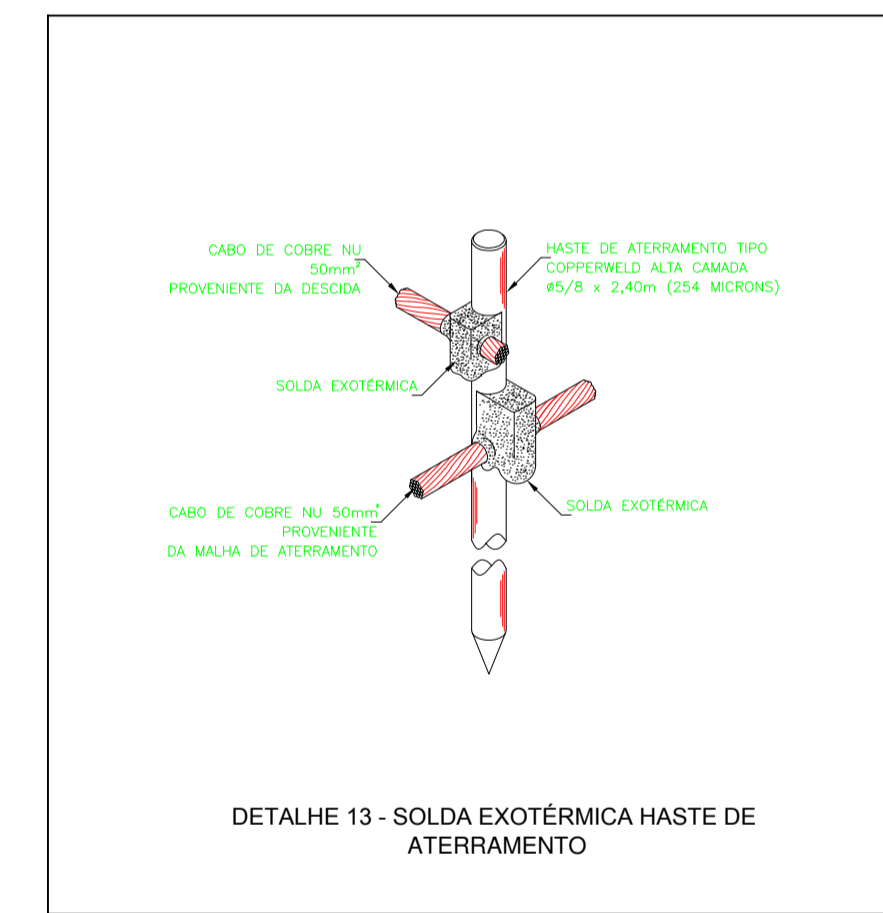 CABO DE COBRE NU
50mm²
PROVENIENTE DA DESCIDA
HASTE DE ATERRAMENTO TIPO
COPPERWELD ALTA CAMADA
ø5/8 x 2,40m (254 MICRONS)
SOLDA EXOTÉRMICA
SOLDA EXOTÉRMICA
CABO DE COBRE NU 50mm²
PROVENIENTE
DA MALHA DE ATERRAMENTO
DETALHE 13 - SOLDA EXOTÉRMICA HASTE DE
ATERRAMENTO